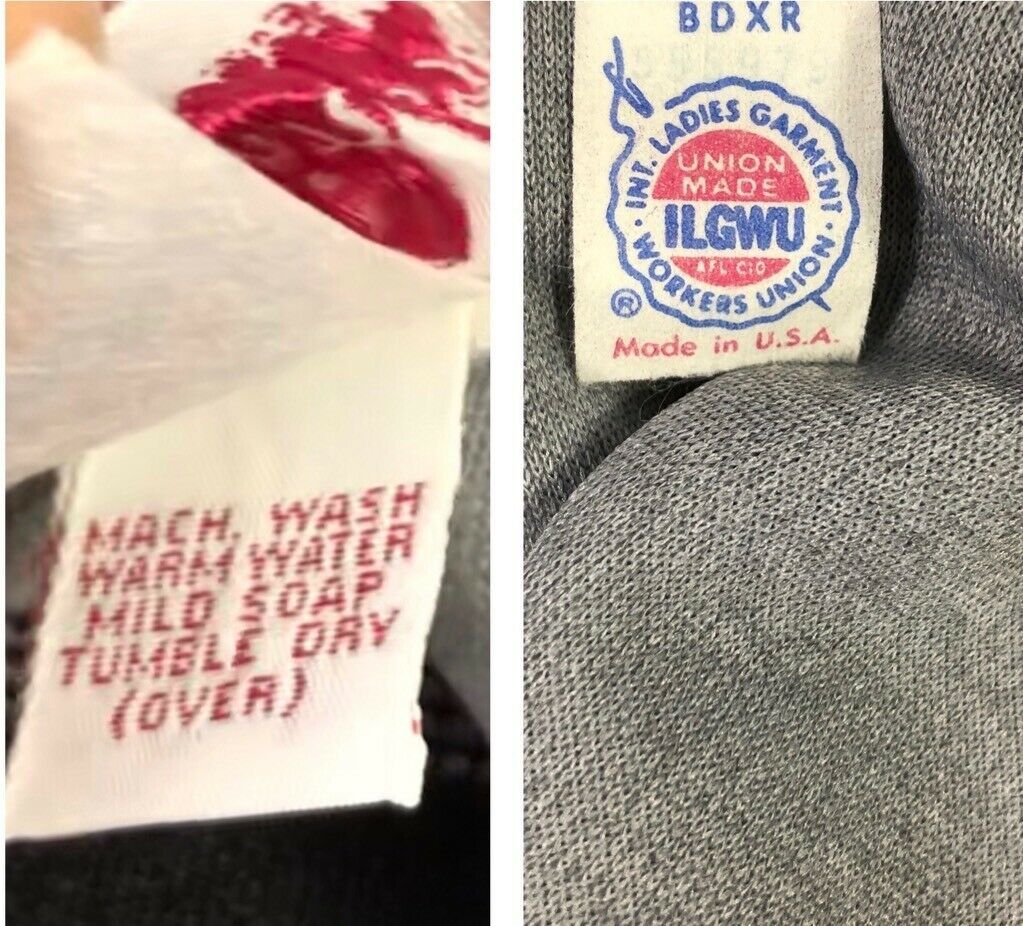 MACH. WASH
WARM WATER
MILD SOAP
TUMBLE DRY
(OVER)
BDXR
INT. LADIES GARMENT
UNION
MADE
ILGWU
AFL CIO
· WORKERS UNION ·
®
Made in U.S.A.